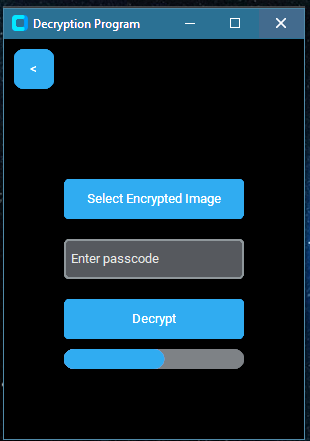 Decryption Program
<
Select Encrypted Image
Enter passcode
Decrypt